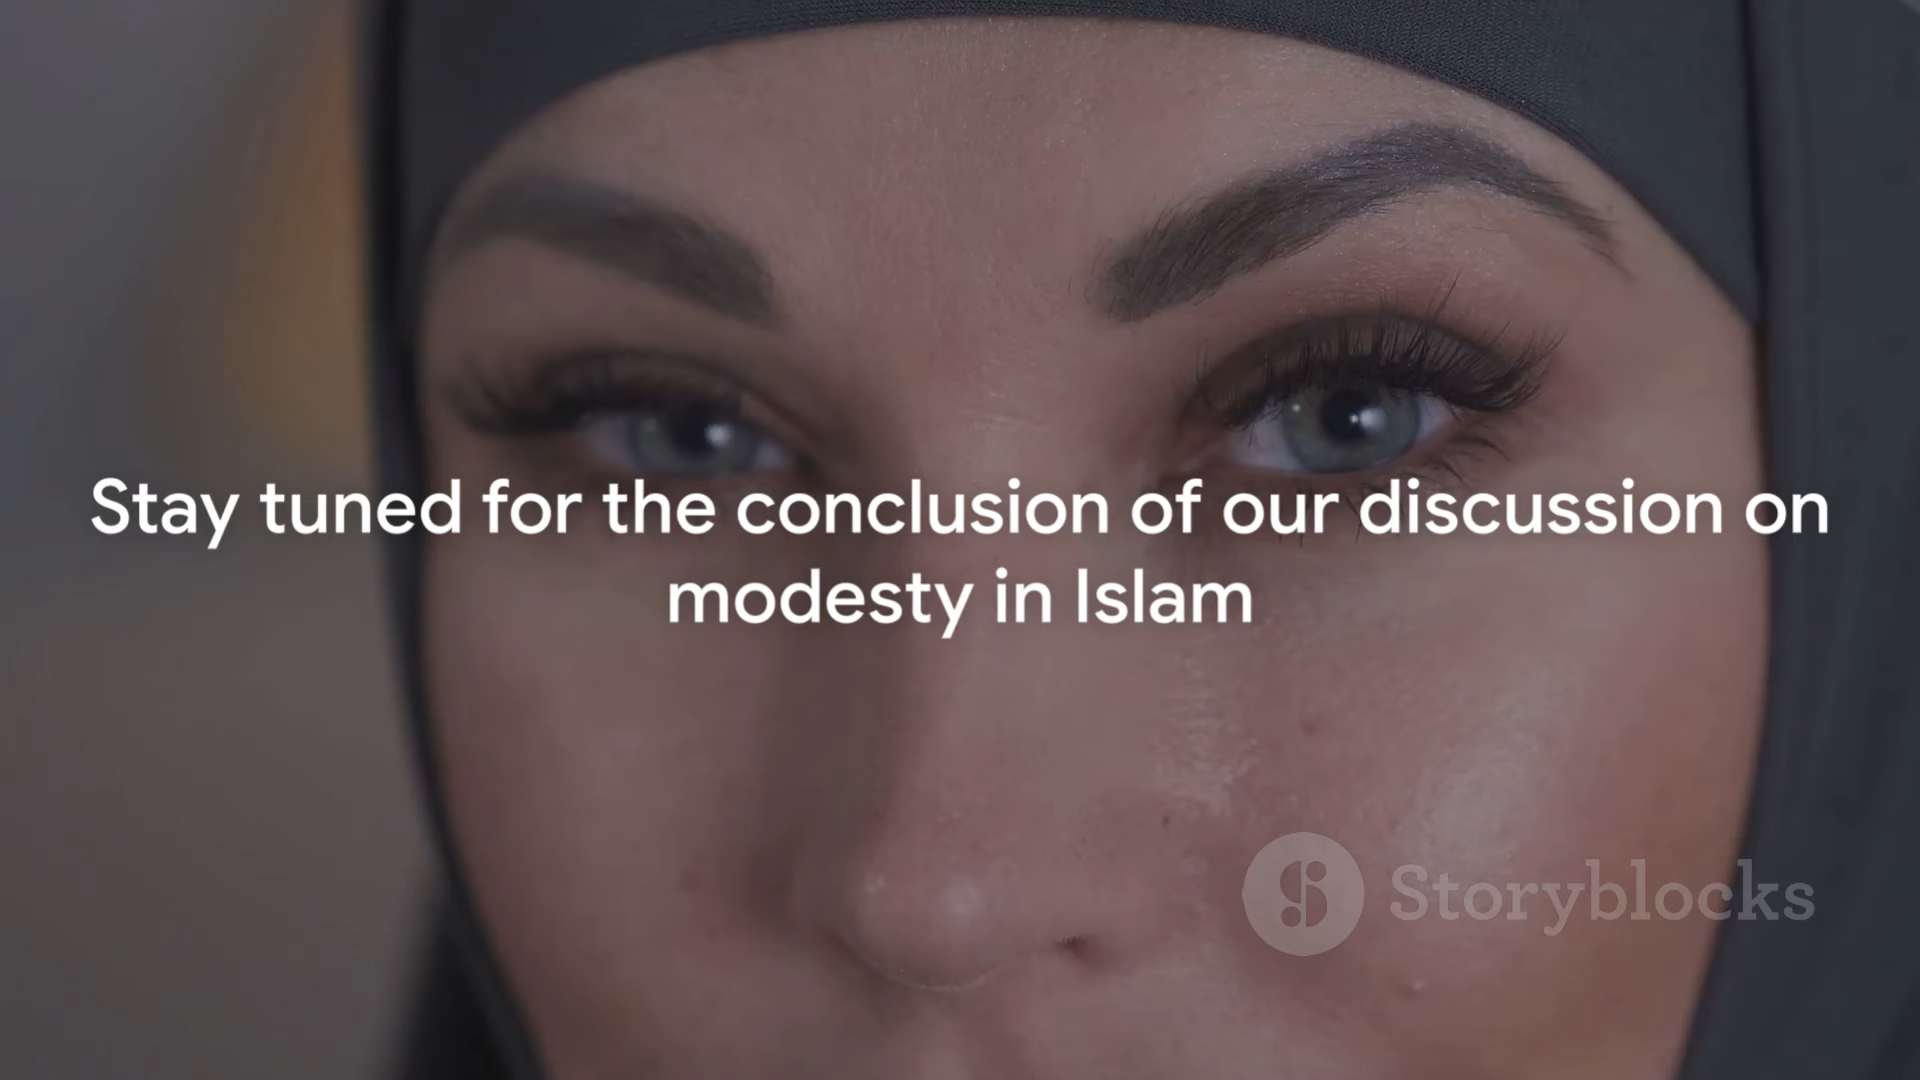 Stay tuned for the conclusion of our discussion on
modesty in Islam
Storyblocks